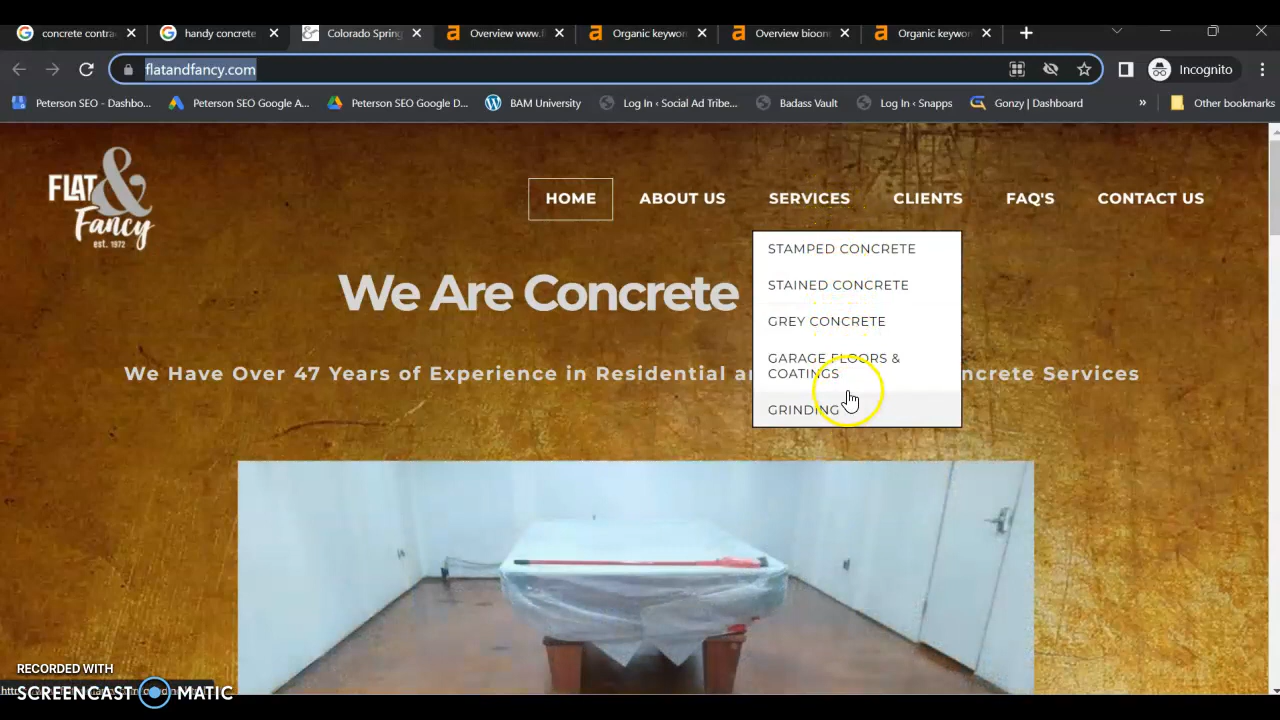 concrete contra
handy concrete
Colorado Spring
Overview www.f
Organic keywor
Overview bioon
Organic keywor
flatandfancy.com
Incognito
Peterson SEO - Dashbo...
Peterson SEO Google A...
Peterson SEO Google D...
BAM University
Log In ‹ Social Ad Tribe...
Badass Vault
Log In ‹ Snapps
Gonzy | Dashboard
»
Other bookmarks
FLAT &
Fancy
est. 1972
HOME
ABOUT US
SERVICES
CLIENTS
FAQ'S
CONTACT US
STAMPED CONCRETE
STAINED CONCRETE
GREY CONCRETE
GARAGE FLOORS &
COATINGS
GRINDING
We Are Concrete
We Have Over 47 Years of Experience in Residential a ncrete Services
RECORDED WITH
SCREENCAST MATIC